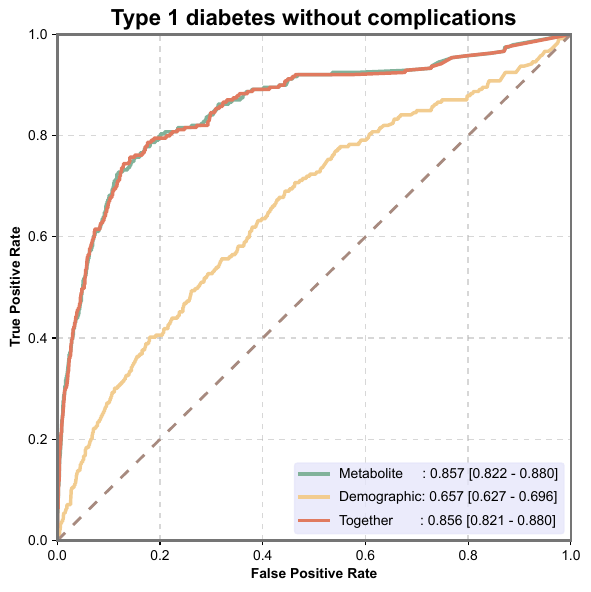 Type 1 diabetes without complications
True Positive Rate
1.0
0.8
0.6
0.4
0.2
0.0
Metabolite : 0.857 [0.822 - 0.880]
Demographic: 0.657 [0.627 - 0.696]
Together : 0.856 [0.821 - 0.880]
0.0 0.2 0.4 0.6 0.8 1.0
False Positive Rate